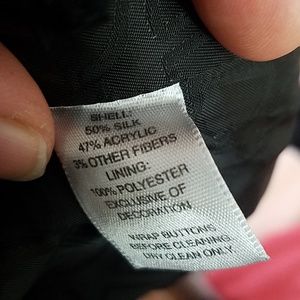 SHELL:
50% SILK
47% ACRYLIC
3% OTHER FIBERS
LINING:
100% POLYESTER
EXCLUSIVE OF
DECORATION
WRAP BUTTONS
BEFORE CLEANING
DRY CLEAN ONLY